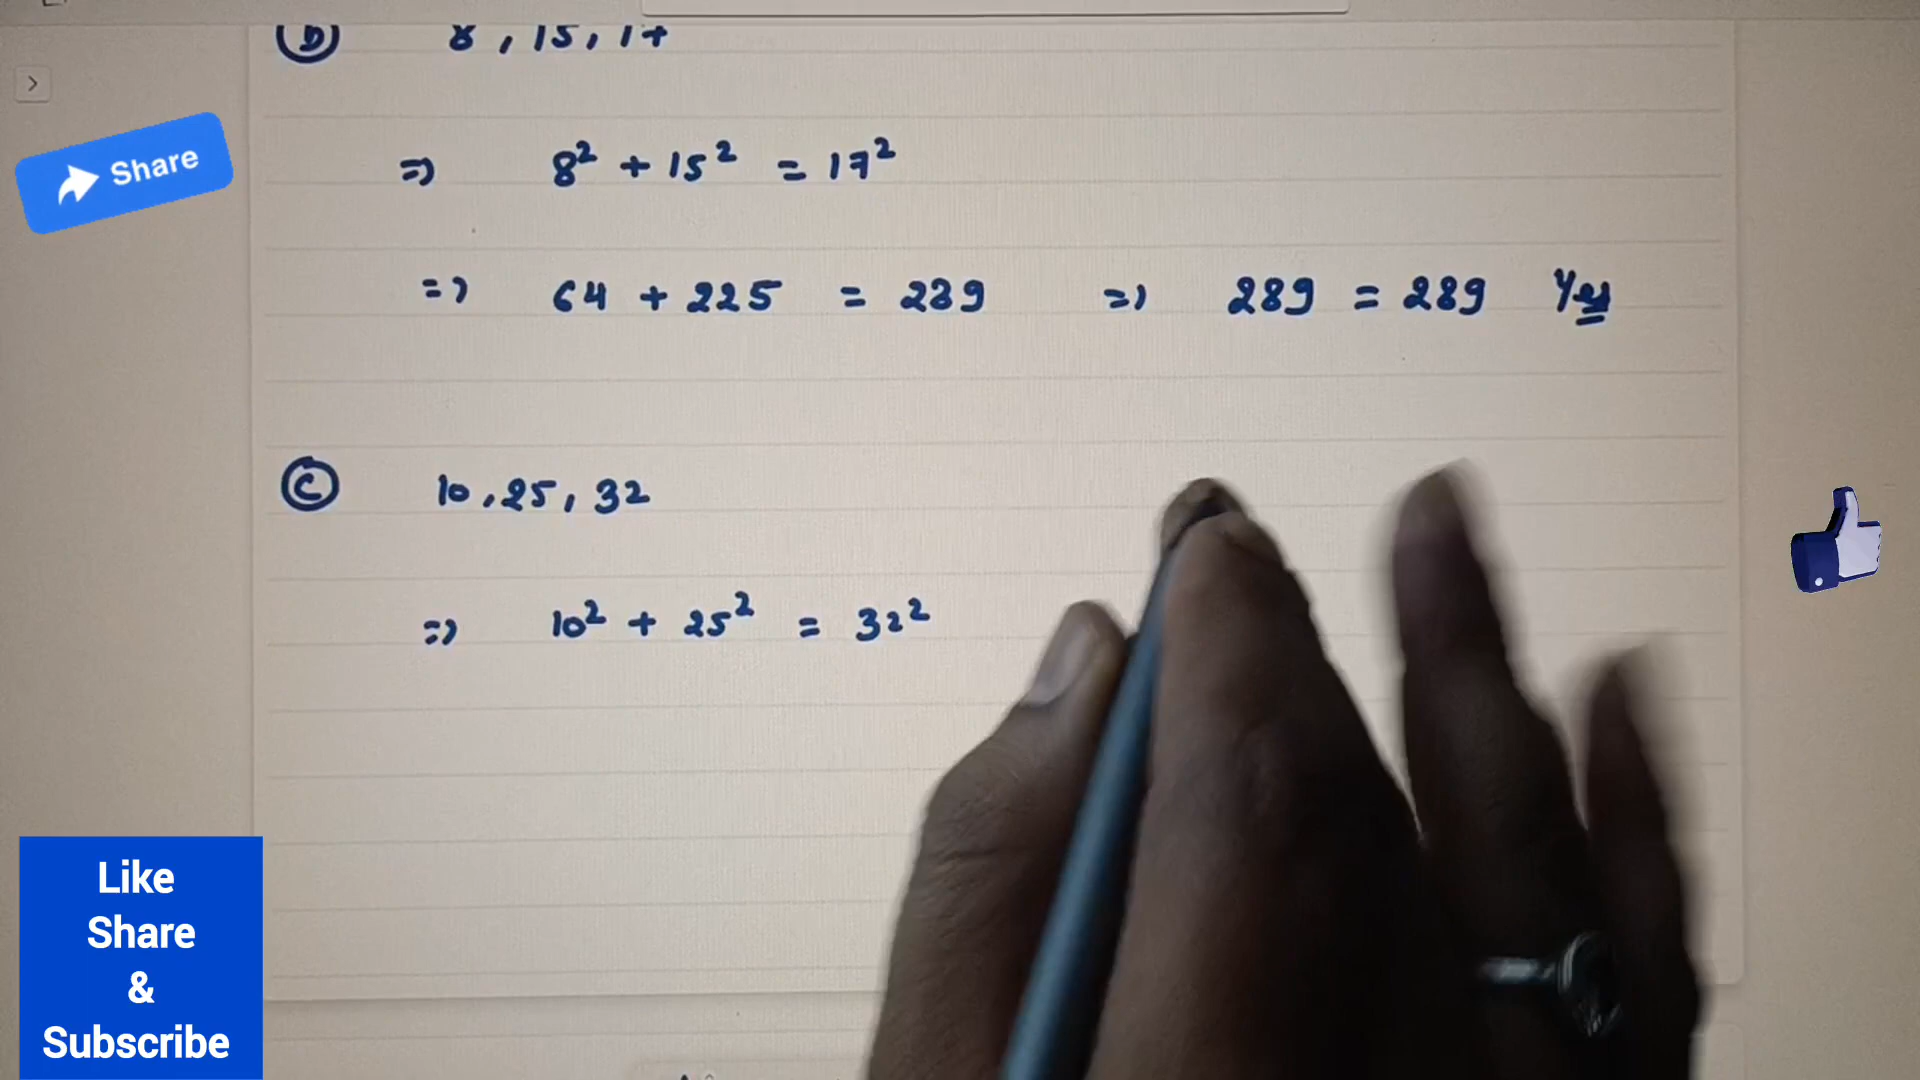 (b) 8, 15, 17
Share
=> 8² + 15² = 17²
=> 64 + 225 = 289 => 289 = 289 Yes
(C) 10, 25, 32
=> 10² + 25² = 32²
Like
Share
&
Subscribe